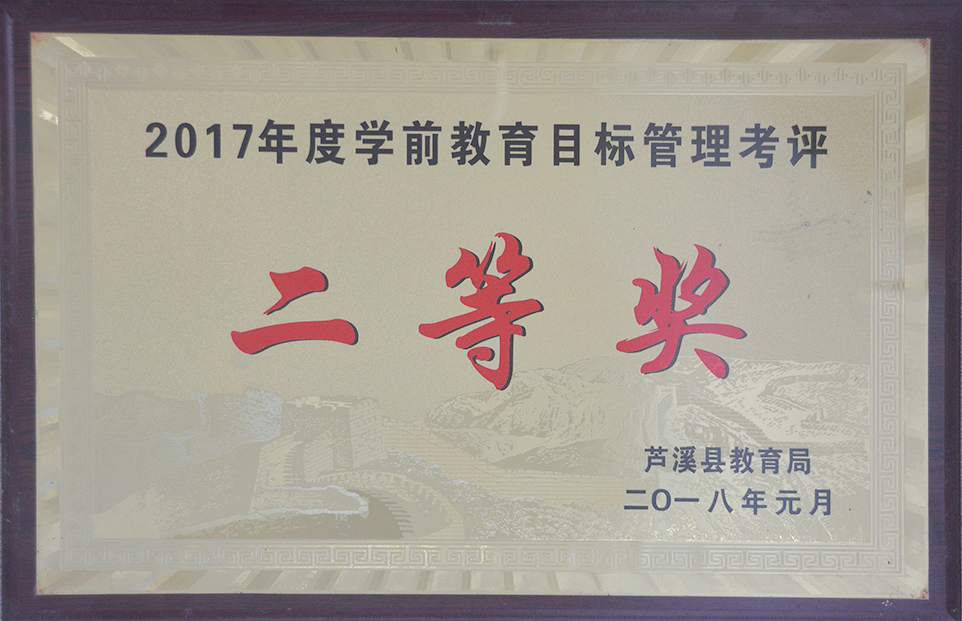 2017年度学前教育目标管理考评
二等奖
芦溪县教育局
二〇一八年元月